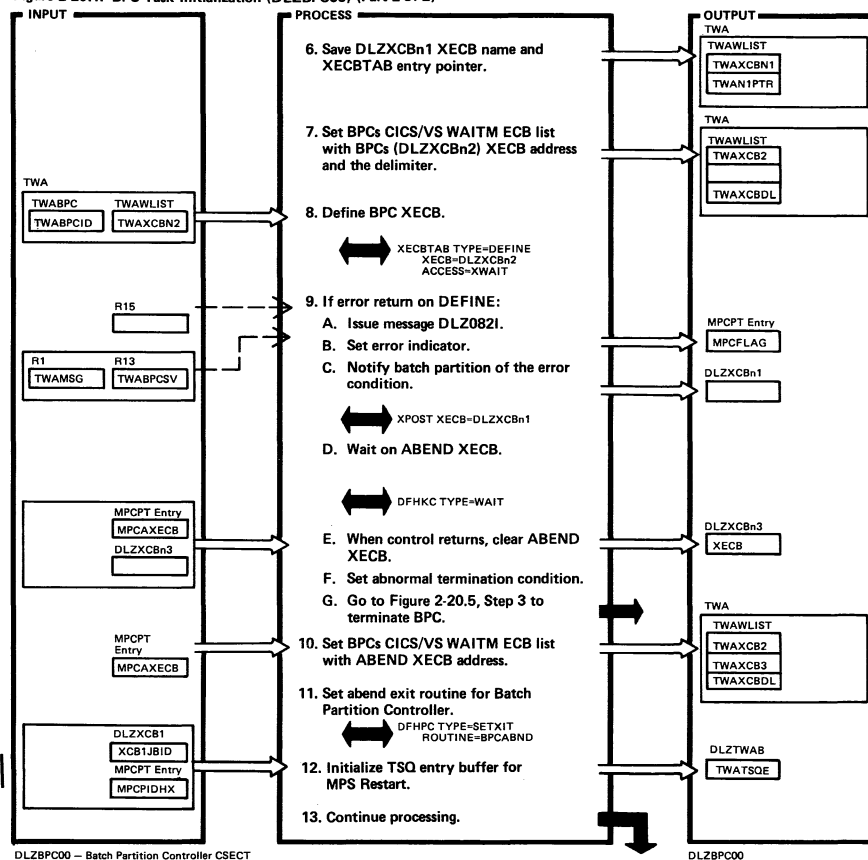 INPUT
PROCESS
OUTPUT
6. Save DLZXCBn1 XECB name and
XECBTAB entry pointer.
TWA
TWAWLIST
TWAXCBN1
TWAN1PTR
7. Set BPCs CICS/VS WAITM ECB list
with BPCs (DLZXCBn2) XECB address
and the delimiter.
TWA
TWAWLIST
TWAXCB2
TWAXCBDL
TWA
TWABPC TWAWLIST
TWABPCID TWAXCBN2
8. Define BPC XECB.
XECBTAB TYPE=DEFINE
XECB=DLZXCBn2
ACCESS=XWAIT
R15
9. If error return on DEFINE:
A. Issue message DLZ082I.
B. Set error indicator.
C. Notify batch partition of the error
condition.
MPCPT Entry
MPCFLAG
R1 R13
TWAMSG TWABPCSV
DLZXCBn1
XPOST XECB=DLZXCBn1
D. Wait on ABEND XECB.
DFHKC TYPE=WAIT
MPCPT Entry
MPCAXECB
DLZXCBn3
E. When control returns, clear ABEND
XECB.
DLZXCBn3
XECB
F. Set abnormal termination condition.
G. Go to Figure 2-20.5, Step 3 to
terminate BPC.
MPCPT
Entry
MPCAXECB
10. Set BPCs CICS/VS WAITM ECB list
with ABEND XECB address.
TWA
TWAWLIST
TWAXCB2
TWAXCB3
TWAXCBDL
11. Set abend exit routine for Batch
Partition Controller.
DFHPC TYPE=SETXIT
ROUTINE=BPCABND
DLZXCB1
XCB1JBID
MPCPT Entry
MPCPIDHX
12. Initialize TSQ entry buffer for
MPS Restart.
DLZTWAB
TWATSQE
13. Continue processing.
DLZBPC00 — Batch Partition Controller CSECT
DLZBPC00